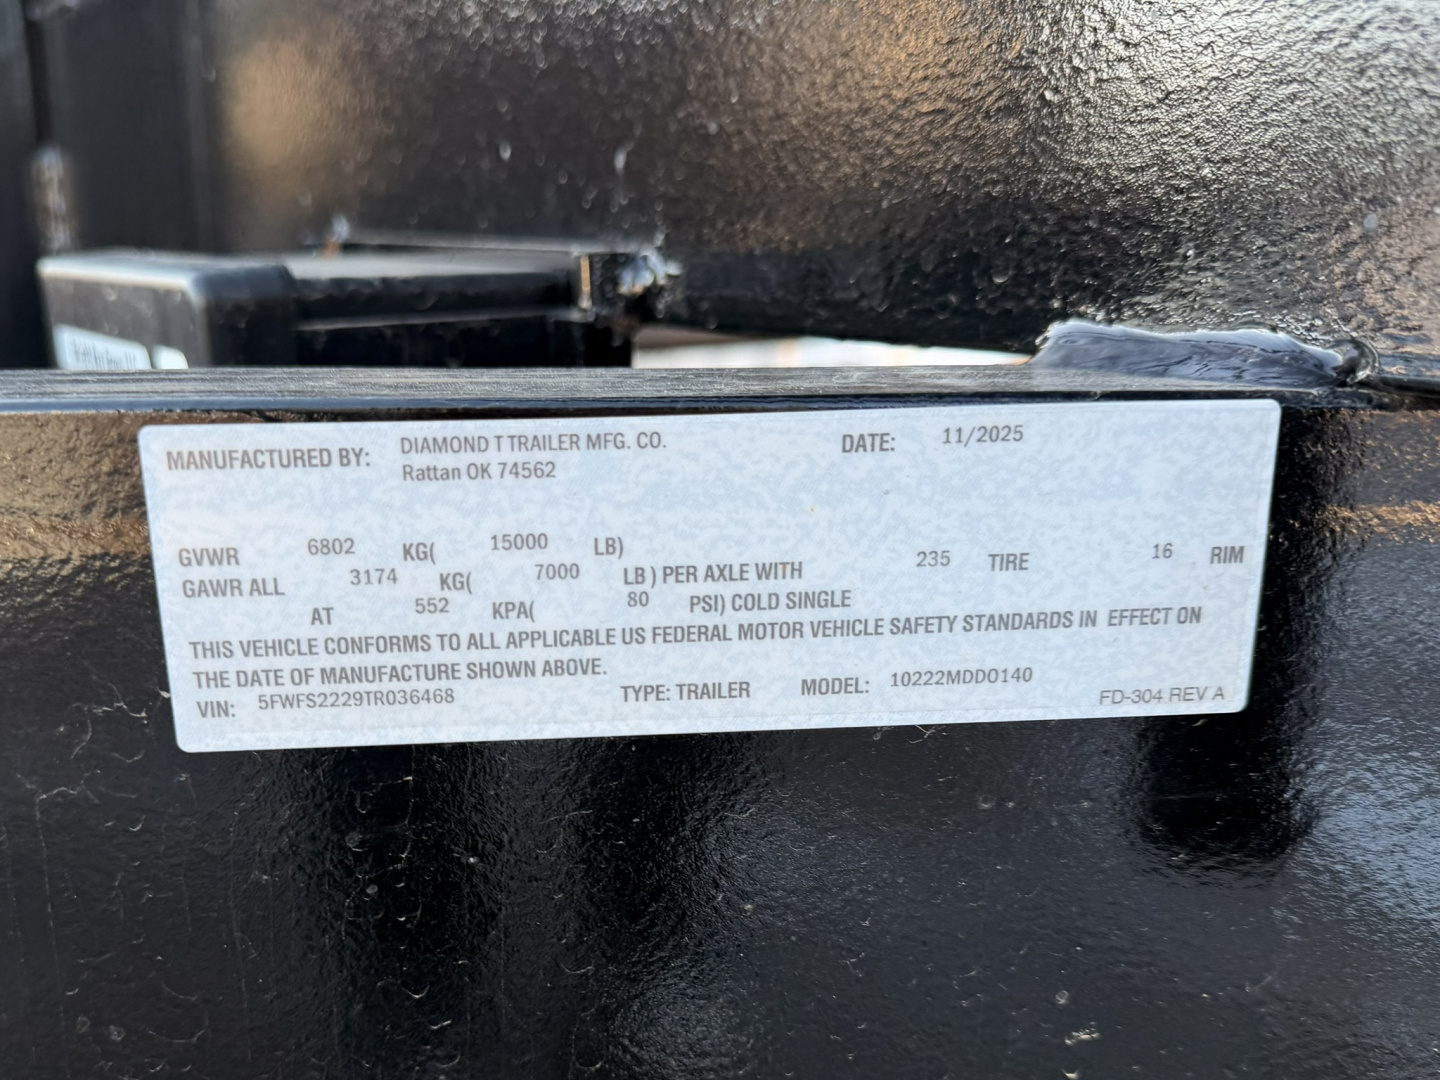 MANUFACTURED BY: DIAMOND T TRAILER MFG. CO. DATE: 11/2025
Rattan OK 74562
GVWR 6802 KG( 15000 LB)
GAWR ALL 3174 KG( 7000 LB ) PER AXLE WITH 235 TIRE 16 RIM
AT 552 KPA( 80 PSI) COLD SINGLE
THIS VEHICLE CONFORMS TO ALL APPLICABLE US FEDERAL MOTOR VEHICLE SAFETY STANDARDS IN EFFECT ON
THE DATE OF MANUFACTURE SHOWN ABOVE.
VIN: 5FWFS2229TR036468 TYPE: TRAILER MODEL: 10222MDDO140
FD-304 REV A